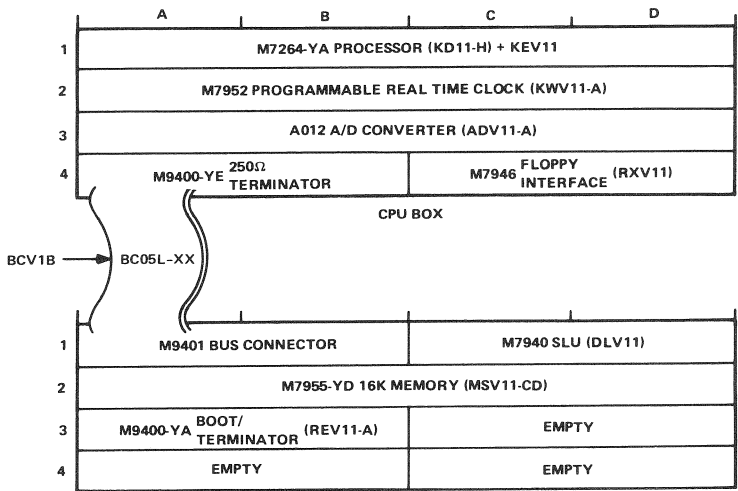 A B C D
1 M7264-YA PROCESSOR (KD11-H) + KEV11
2 M7952 PROGRAMMABLE REAL TIME CLOCK (KWV11-A)
3 A012 A/D CONVERTER (ADV11-A)
4 M9400-YE 250Ω TERMINATOR M7946 FLOPPY INTERFACE (RXV11)
CPU BOX
BCV1B BC05L-XX
1 M9401 BUS CONNECTOR M7940 SLU (DLV11)
2 M7955-YD 16K MEMORY (MSV11-CD)
3 M9400-YA BOOT/ TERMINATOR (REV11-A) EMPTY
4 EMPTY EMPTY